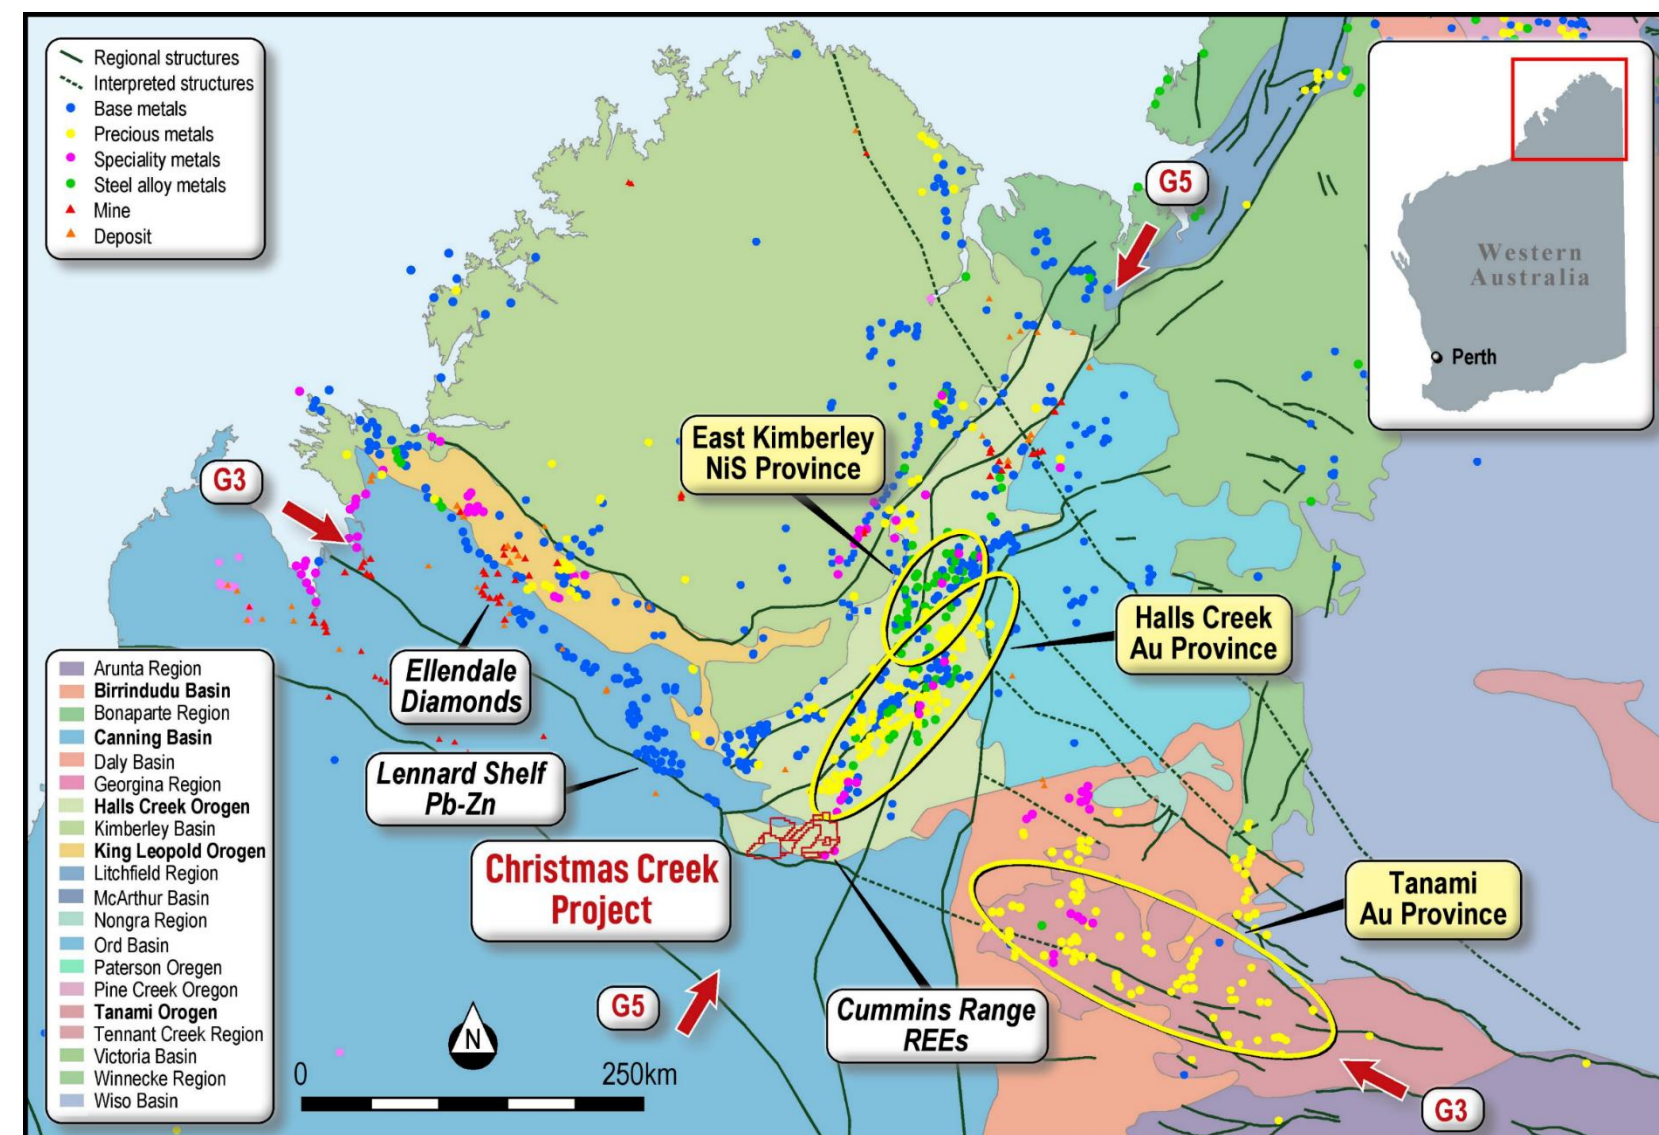 Regional structures
Interpreted structures
Base metals
Precious metals
Speciality metals
Steel alloy metals
Mine
Deposit
G5
Western
Australia
Perth
East Kimberley
NiS Province
G3
Halls Creek
Au Province
Ellendale
Diamonds
Lennard Shelf
Pb-Zn
Christmas Creek
Project
Tanami
Au Province
Cummins Range
REEs
G5
G3
N
0
250km
Arunta Region
Birrindudu Basin
Bonaparte Region
Canning Basin
Daly Basin
Georgina Region
Halls Creek Orogen
Kimberley Basin
King Leopold Orogen
Litchfield Region
McArthur Basin
Nongra Region
Ord Basin
Paterson Oregen
Pine Creek Oregon
Tanami Orogen
Tennant Creek Region
Victoria Basin
Winnecke Region
Wiso Basin